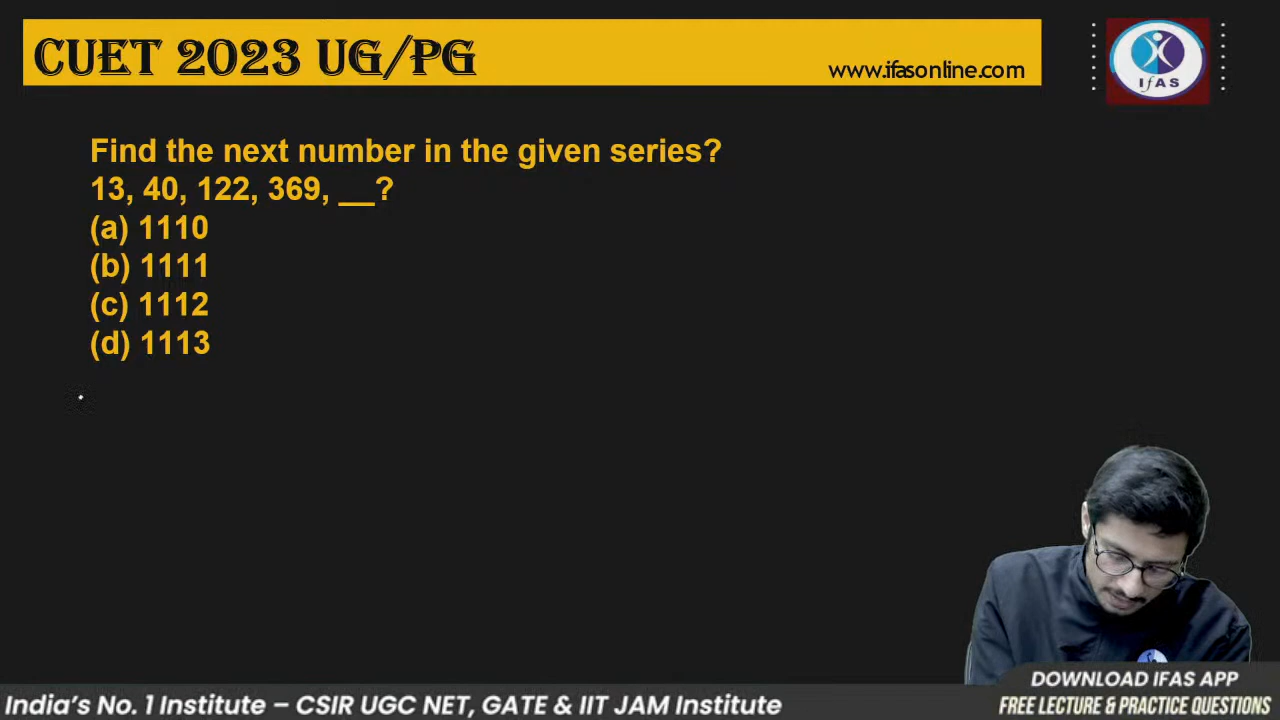 CUET 2023 UG/PG
www.ifasonline.com
IfAS
Find the next number in the given series?
13, 40, 122, 369, __?
(a) 1110
(b) 1111
(c) 1112
(d) 1113
DOWNLOAD IFAS APP
India's No. 1 Institute – CSIR UGC NET, GATE & IIT JAM Institute
FREE LECTURE & PRACTICE QUESTIONS